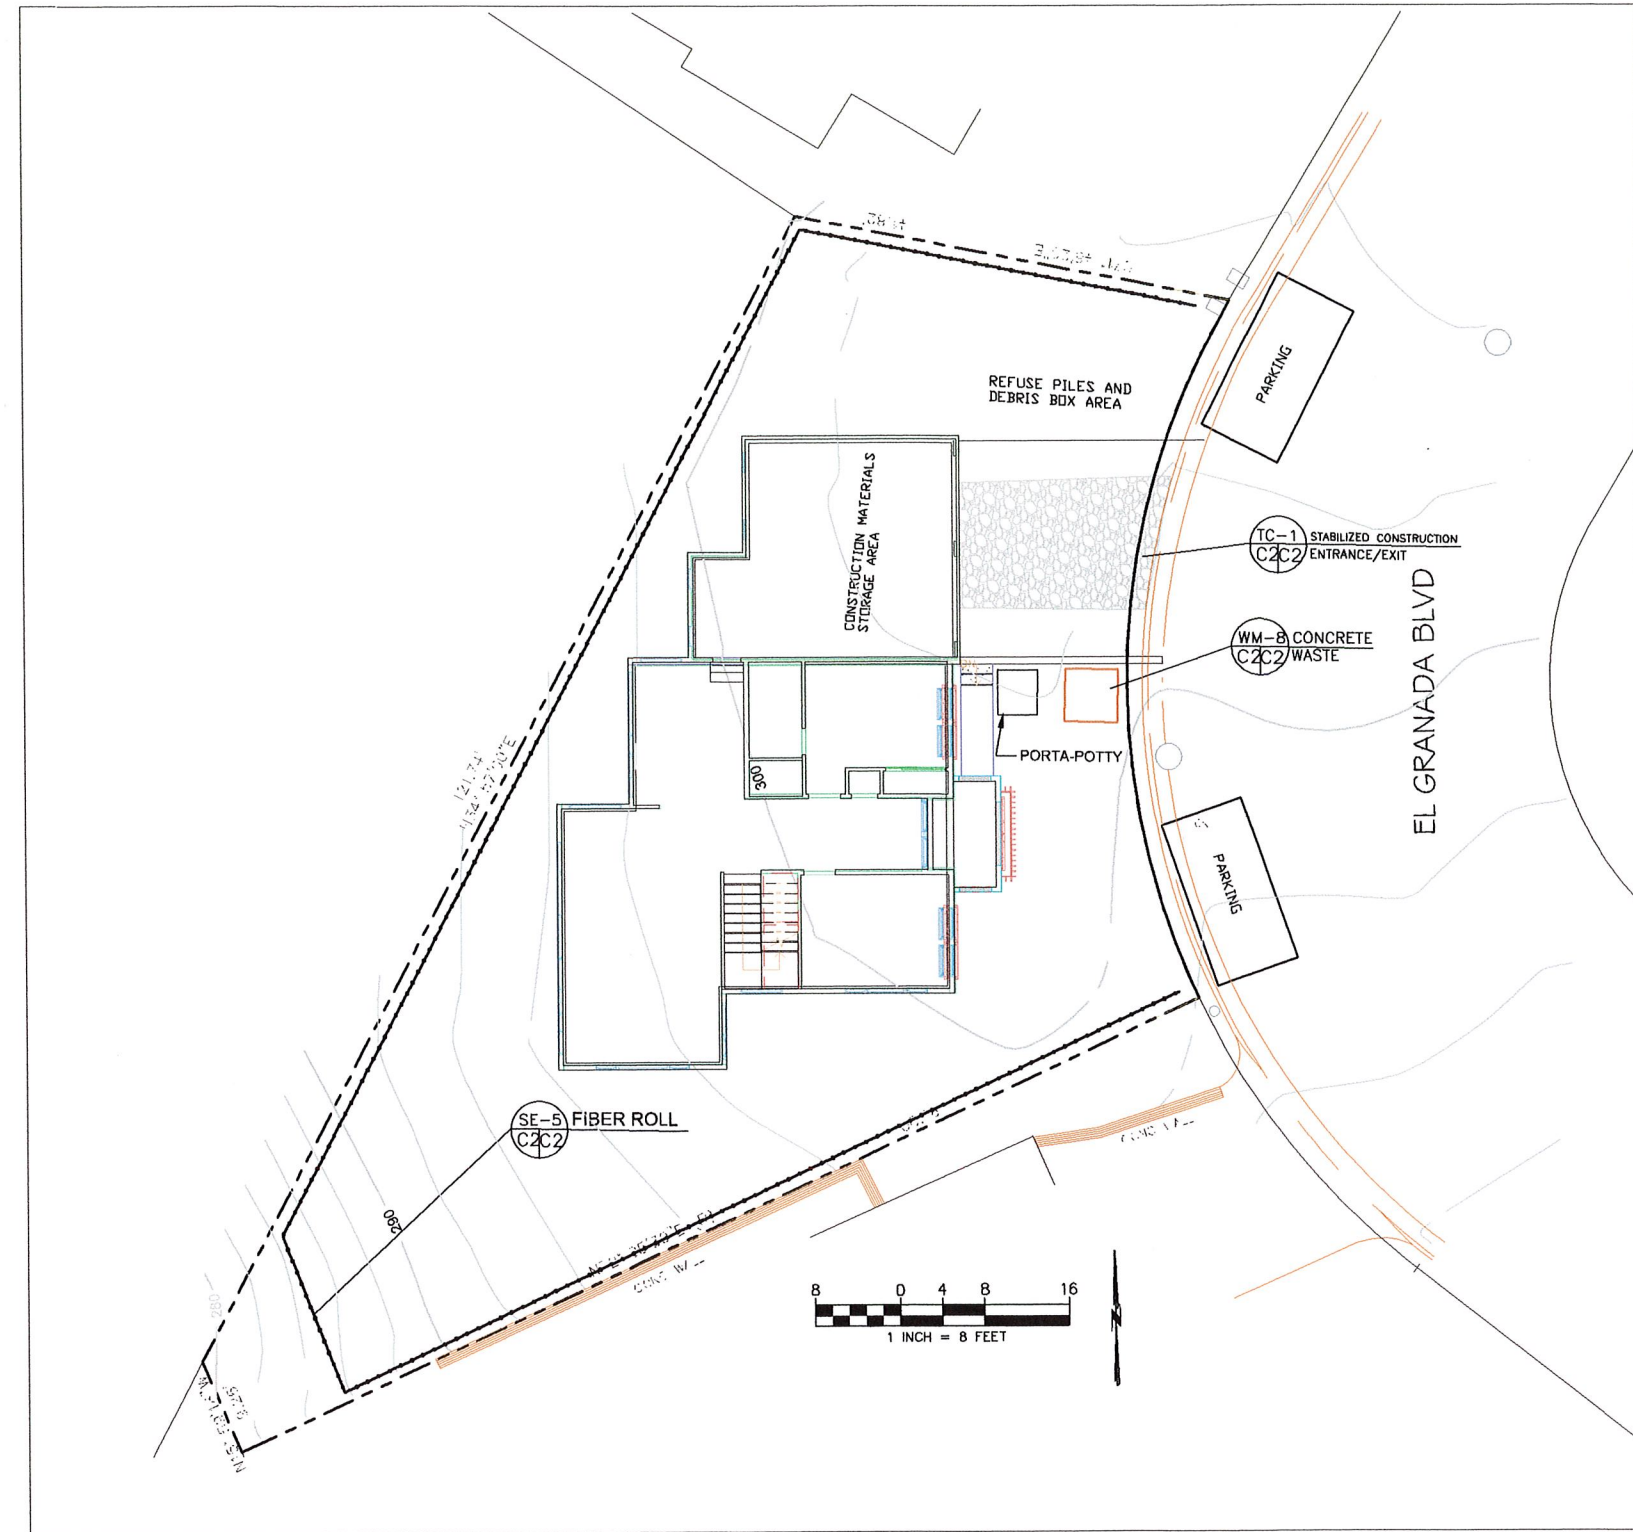 REFUSE PILES AND
DEBRIS BOX AREA
PARKING
CONSTRUCTION MATERIALS
STORAGE AREA
TC-1 STABILIZED CONSTRUCTION
C2 C2 ENTRANCE/EXIT
WM-8 CONCRETE
C2 C2 WASTE
EL GRANADA BLVD
PORTA-POTTY
300
PARKING
121.74'
SE-5 FIBER ROLL
C2 C2
290
280
8 0 4 8 16
1 INCH = 8 FEET
N